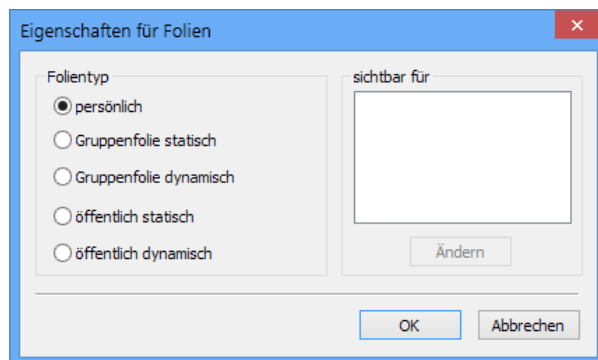 Eigenschaften für Folien
Folientyp
persönlich
Gruppenfolie statisch
Gruppenfolie dynamisch
öffentlich statisch
öffentlich dynamisch
sichtbar für
Ändern
OK
Abbrechen